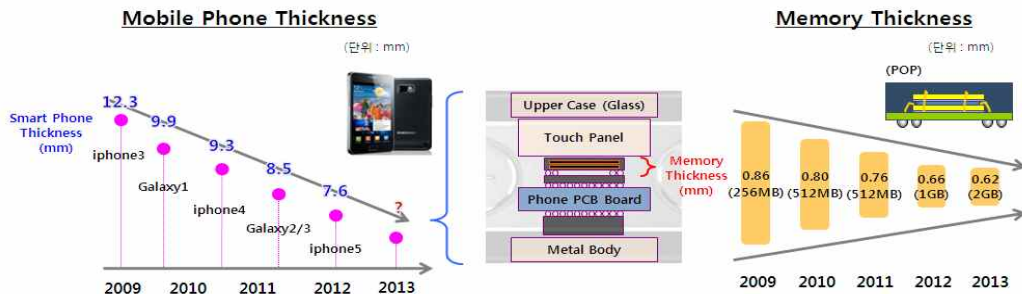 Mobile Phone Thickness
(단위 : mm)
Smart Phone
Thickness
(mm)
12.3
iphone3
9.9
Galaxy1
9.3
iphone4
8.5
Galaxy2/3
7.6
iphone5
?
2009 2010 2011 2012 2013
Upper Case (Glass)
Touch Panel
Memory
Thickness
(mm)
Phone PCB Board
Metal Body
Memory Thickness
(단위 : mm)
(POP)
0.86
(256MB)
0.80
(512MB)
0.76
(512MB)
0.66
(1GB)
0.62
(2GB)
2009 2010 2011 2012 2013